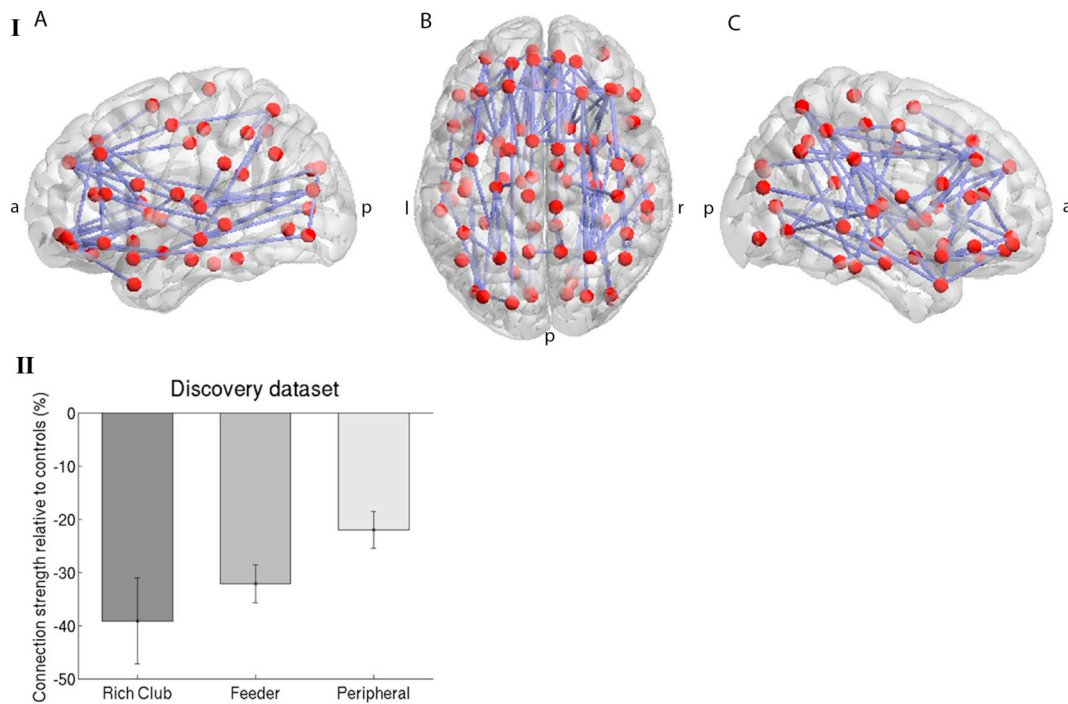 I
A
B
C
a
p
l
r
p
p
a
II
Discovery dataset
Connection strength relative to controls (%)
0
-10
-20
-30
-40
-50
Rich Club
Feeder
Peripheral